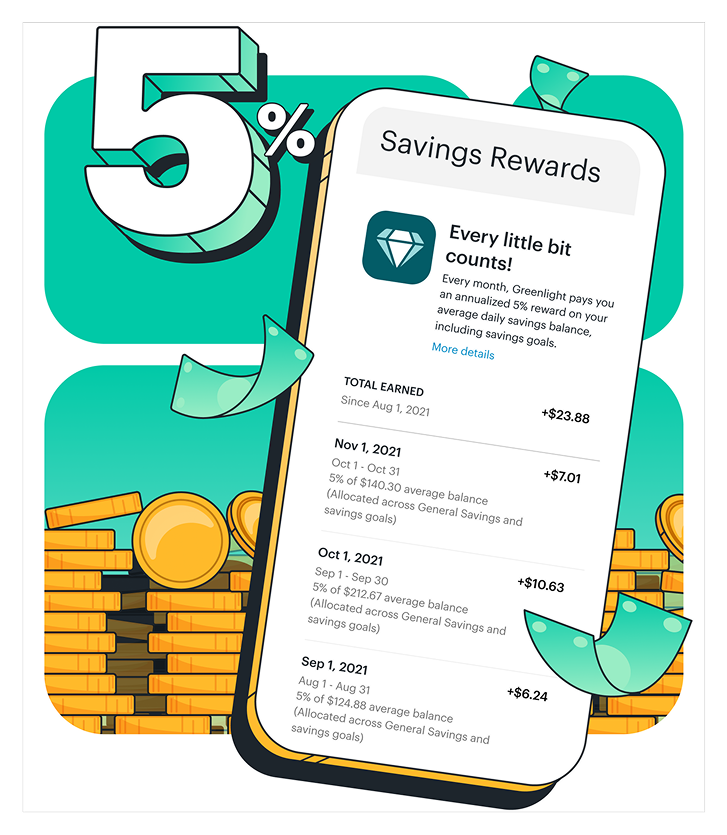 5%
Savings Rewards
Every little bit
counts!
Every month, Greenlight pays you
an annualized 5% reward on your
average daily savings balance,
including savings goals.
More details
TOTAL EARNED
Since Aug 1, 2021
+$23.88
Nov 1, 2021
+$7.01
Oct 1 - Oct 31
5% of $140.30 average balance
(Allocated across General Savings and
savings goals)
Oct 1, 2021
+$10.63
Sep 1 - Sep 30
5% of $212.67 average balance
(Allocated across General Savings and
savings goals)
Sep 1, 2021
+$6.24
Aug 1 - Aug 31
5% of $124.88 average balance
(Allocated across General Savings and
savings goals)